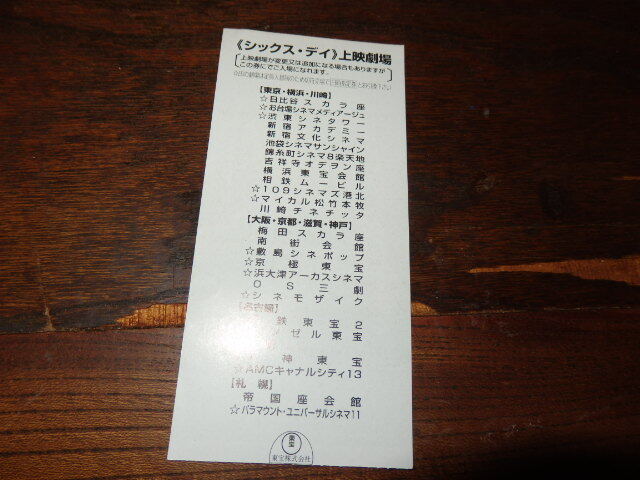 《シックス・デイ》上映劇場
上映劇場が変更又は追加になる場合もありますが
この券にてご入場になれます。
【東京・横浜・川崎】
☆日比谷スカラ座
☆お台場シネマメディアージュ
☆渋東シネタワー
新宿アカデミー
新宿文化シネマ
池袋シネマサンシャイン
錦糸町シネマ8楽天地
吉祥寺オデヲン座
横浜東宝会館
相鉄ムービル
☆109シネマズ港北
☆マイカル松竹本牧
川崎チネチッタ
【大阪・京都・滋賀・神戸】
梅田スカラ座
南街会館
☆敷島シネポップ
☆京極東宝
☆浜大津アーカスシネマ
OS三劇
☆シネモザイク
【名古屋】
鉄東宝2
ゼル東宝
神東宝
☆AMCキャナルシティ13
【札幌】
帝国座会館
☆パラマウント・ユニバーサルシネマ11
東宝
東宝株式会社